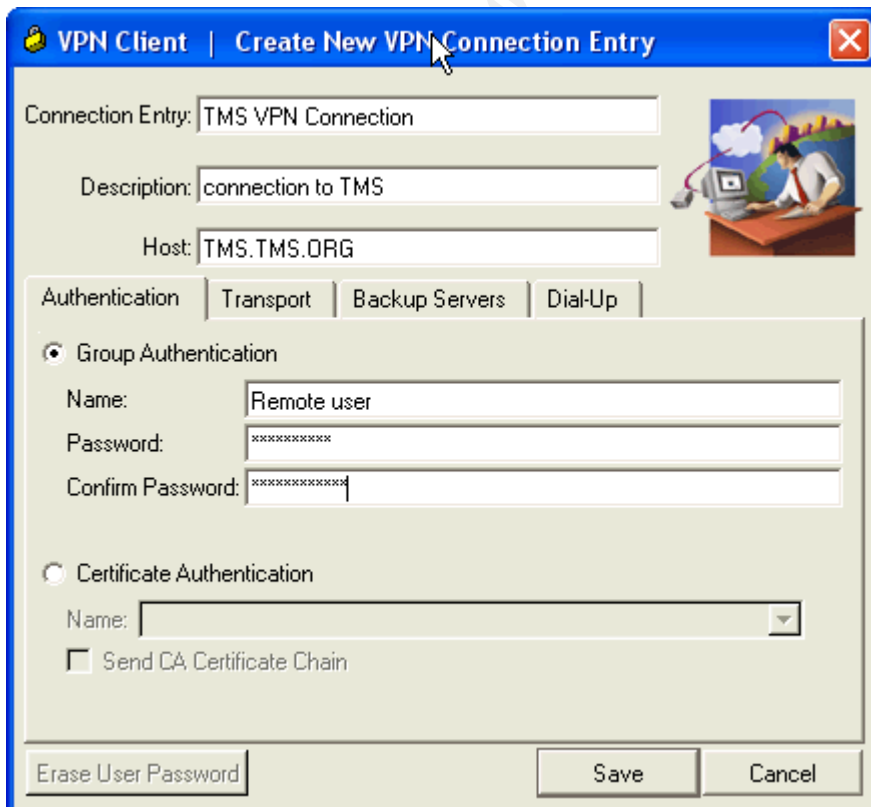 VPN Client | Create New VPN Connection Entry
Connection Entry: TMS VPN Connection
Description: connection to TMS
Host: TMS.TMS.ORG
Authentication Transport Backup Servers Dial-Up
Group Authentication
Name: Remote user
Password: **********
Confirm Password: ************
Certificate Authentication
Name:
Send CA Certificate Chain
Erase User Password Save Cancel